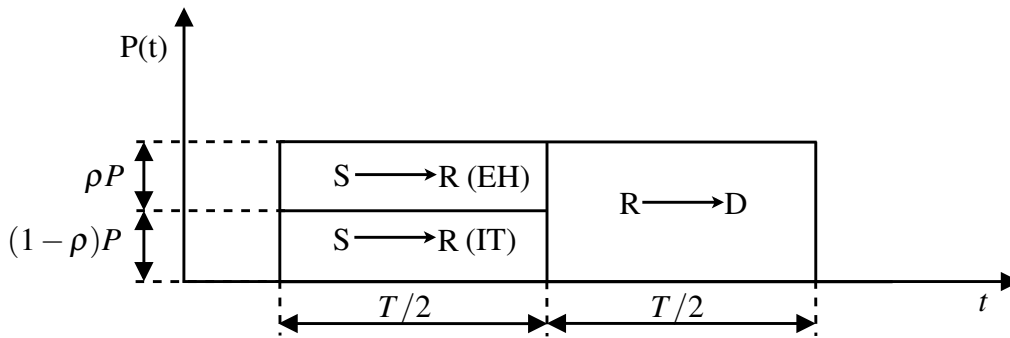 P(t)
ρP
S R (EH)
R D
(1 − ρ)P
S R (IT)
T/2 T/2
t